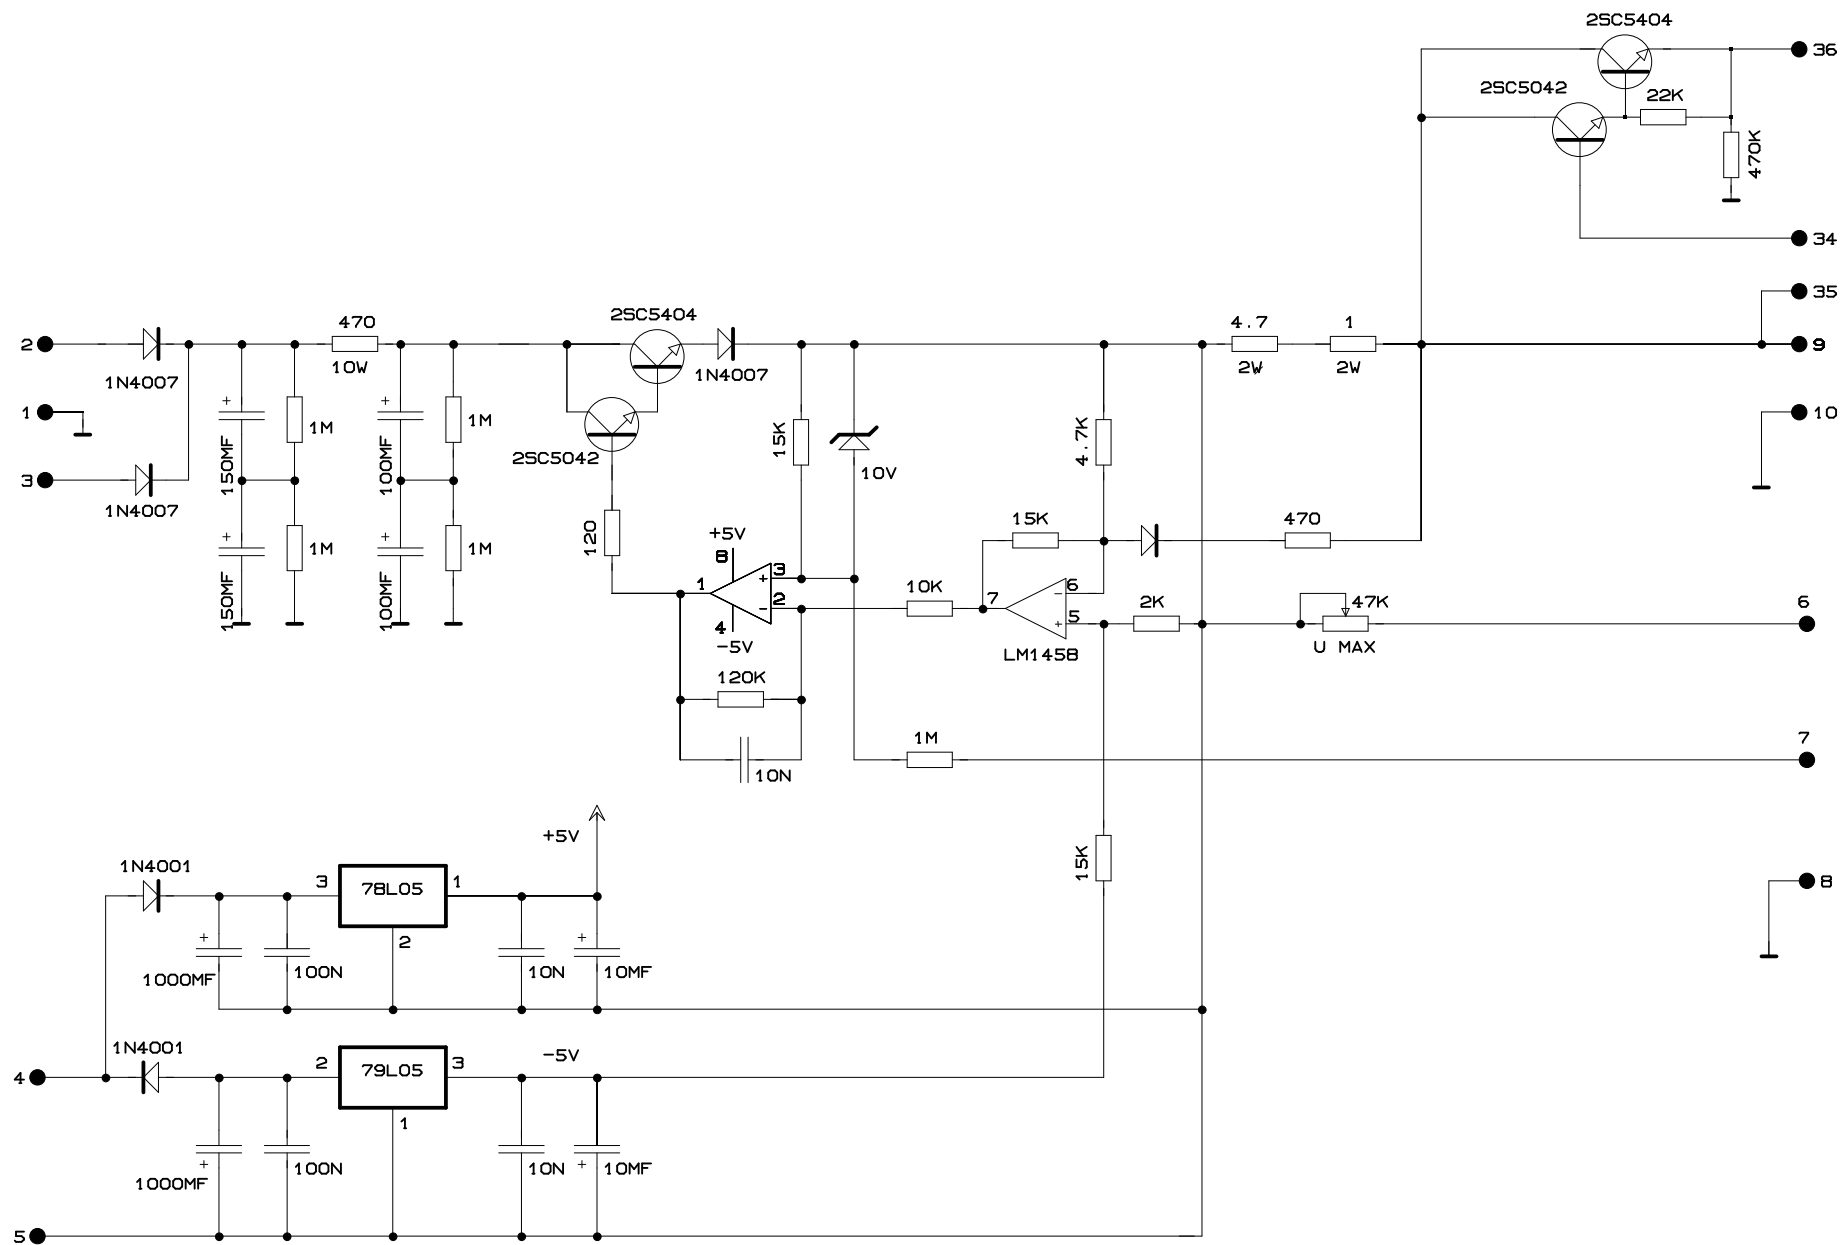 2SC5404
36
2SC5042
22K
470K
34
35
2SC5404
470
4.7
1
2
9
10W
1N4007
2W
2W
1N4007
1
10
150MF
1M
100MF
1M
15K
4.7K
2SC5042
10V
3
1N4007
120
15K
470
+5V
8
150MF
1M
100MF
1M
1
+
3
-
2
4
-5V
10K
7
-
6
+
5
2K
47K
6
LM1458
U MAX
120K
1M
7
10N
+5V
1N4001
15K
3
78L05
1
8
2
+
+
1000MF
100N
10N
10MF
1N4001
-5V
2
79L05
3
4
1
1000MF
+
100N
10N
+
10MF
5